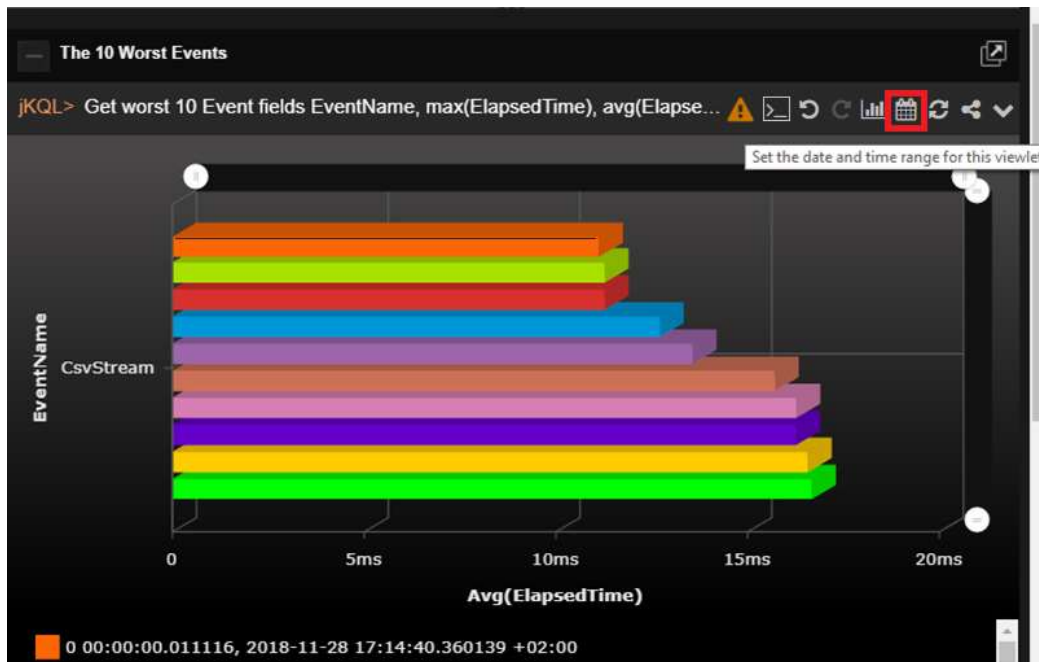 The 10 Worst Events
jKQL> Get worst 10 Event fields EventName, max(ElapsedTime), avg(Elapse...
Set the date and time range for this viewlet
EventName
CsvStream
0 5ms 10ms 15ms 20ms
Avg(ElapsedTime)
0 00:00:00.011116, 2018-11-28 17:14:40.360139 +02:00